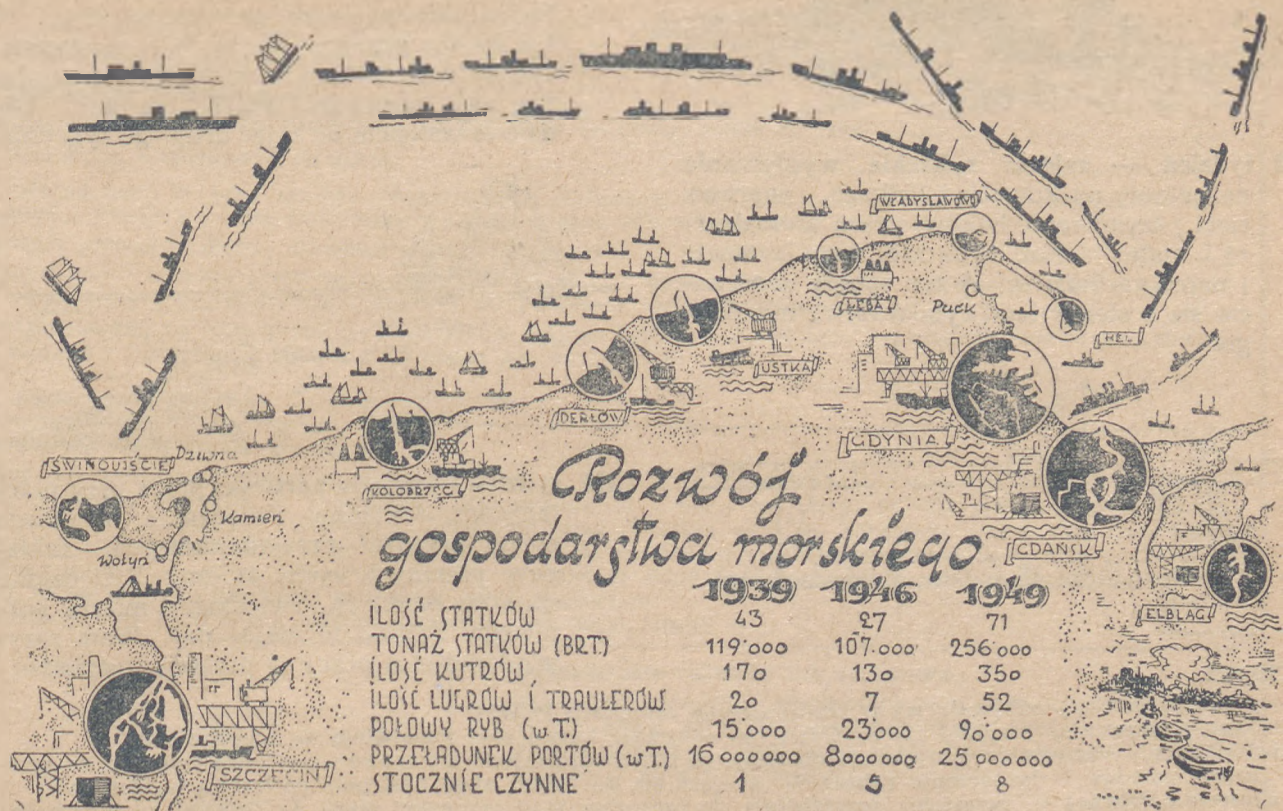 WŁADYSŁAWOWO
ŁEBA
Puck
HEL
USTKA
DERŁÓW
GDYNIA
ŚWINOUJŚCIE
Dziwna
KOŁOBRZEG
Kamień
Wolyn
GDAŃSK
ELBLĄG
SZCZECIN
Rozwój
gospodarstwa morskiego
1939 1946 1949
ILOŚĆ STATKÓW 43 27 71
TONAŻ STATKÓW (BRT.) 119·000 107·000 256·000
ILOŚĆ KUTRÓW 170 130 350
ILOŚĆ LUGRÓW I TRAULERÓW 20 7 52
POŁOWY RYB (w T.) 15·000 23·000 90·000
PRZEŁADUNEK PORTÓW (w T.) 16 000 000 8 000 000 25 000 000
STOCZNIE CZYNNE 1 5 8